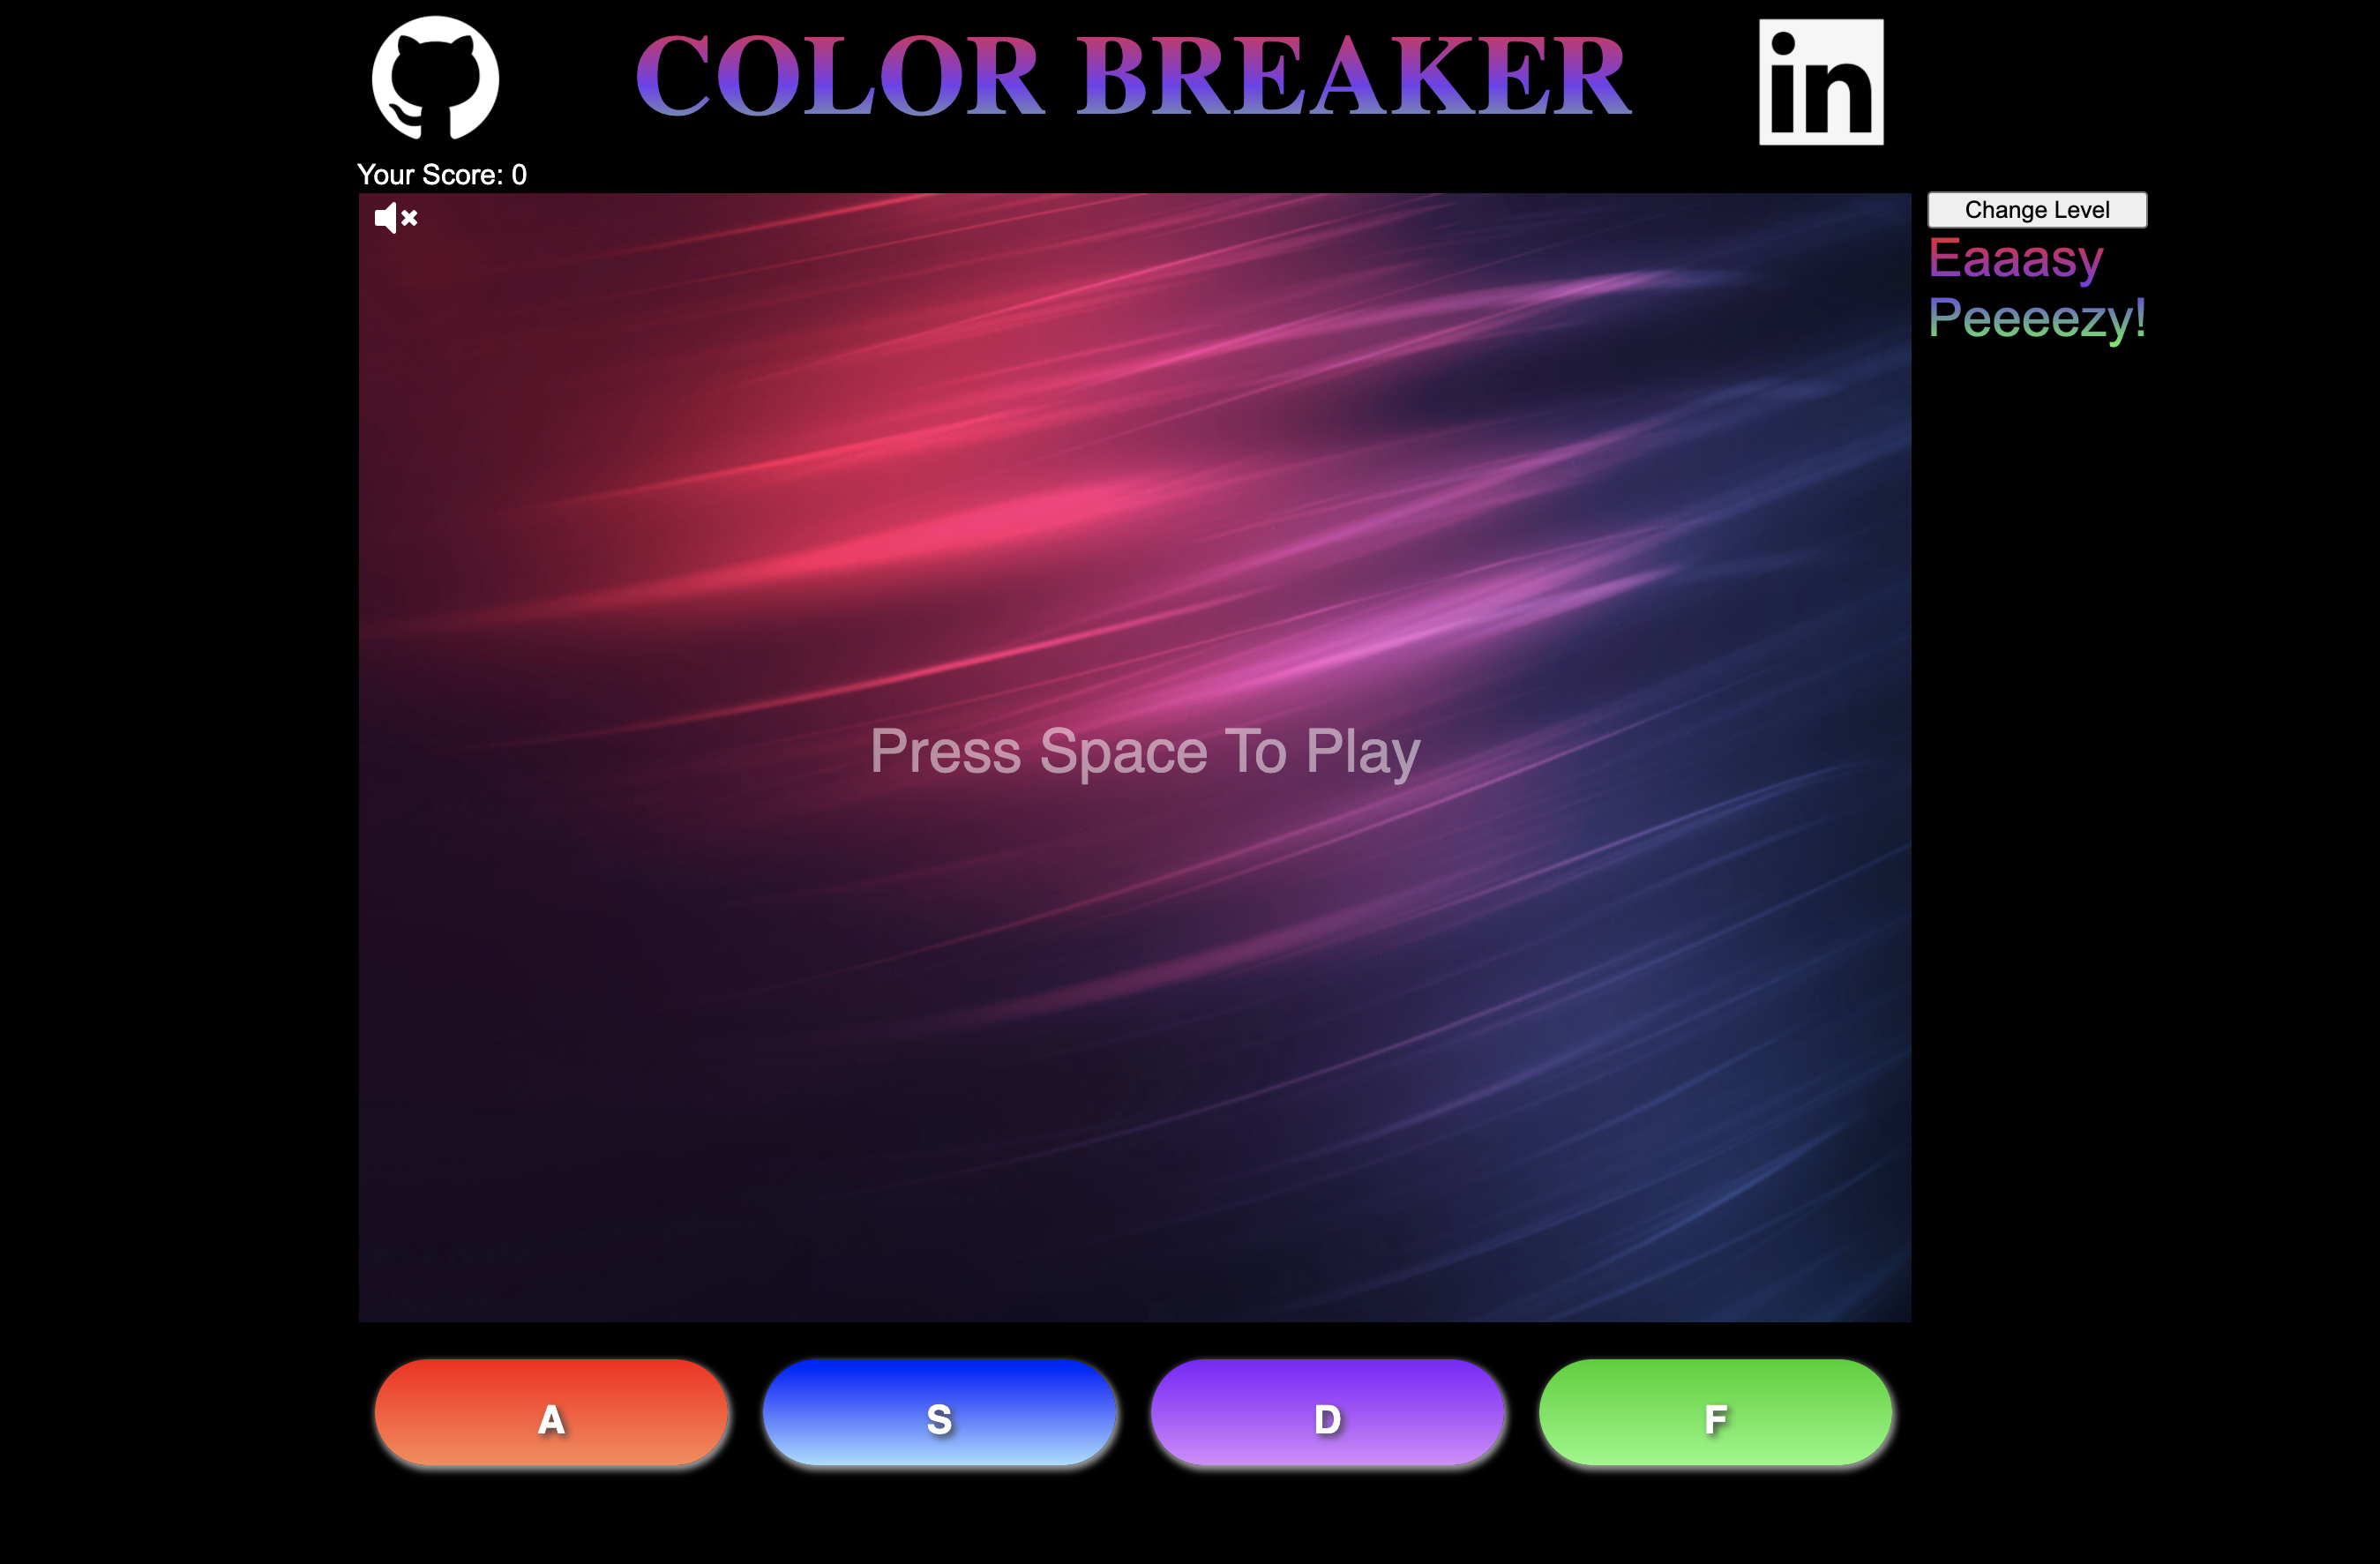 COLOR BREAKER
in
Your Score: 0
Change Level
Eaaasy
Peeeezy!
Press Space To Play
A
S
D
F